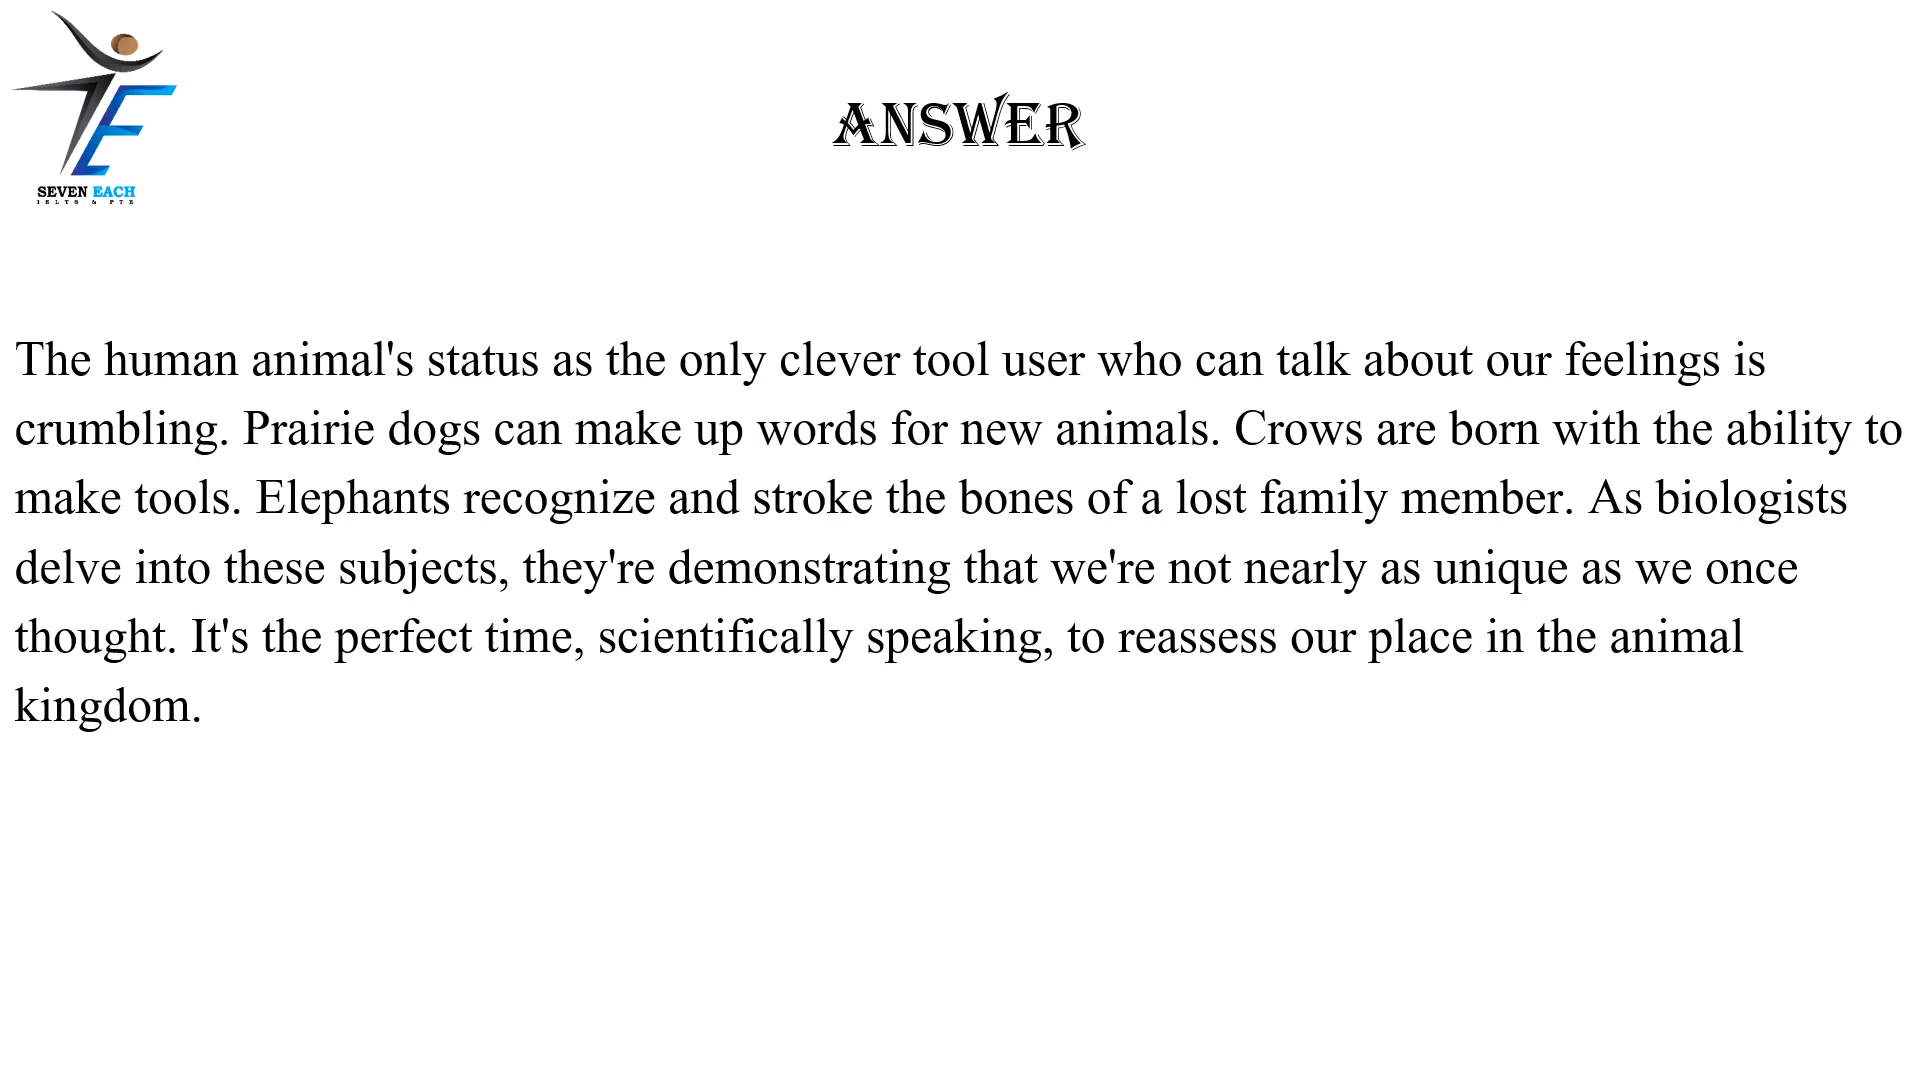 ANSWER
SEVEN EACH
IELTS & PTE
The human animal's status as the only clever tool user who can talk about our feelings is
crumbling. Prairie dogs can make up words for new animals. Crows are born with the ability to
make tools. Elephants recognize and stroke the bones of a lost family member. As biologists
delve into these subjects, they're demonstrating that we're not nearly as unique as we once
thought. It's the perfect time, scientifically speaking, to reassess our place in the animal
kingdom.